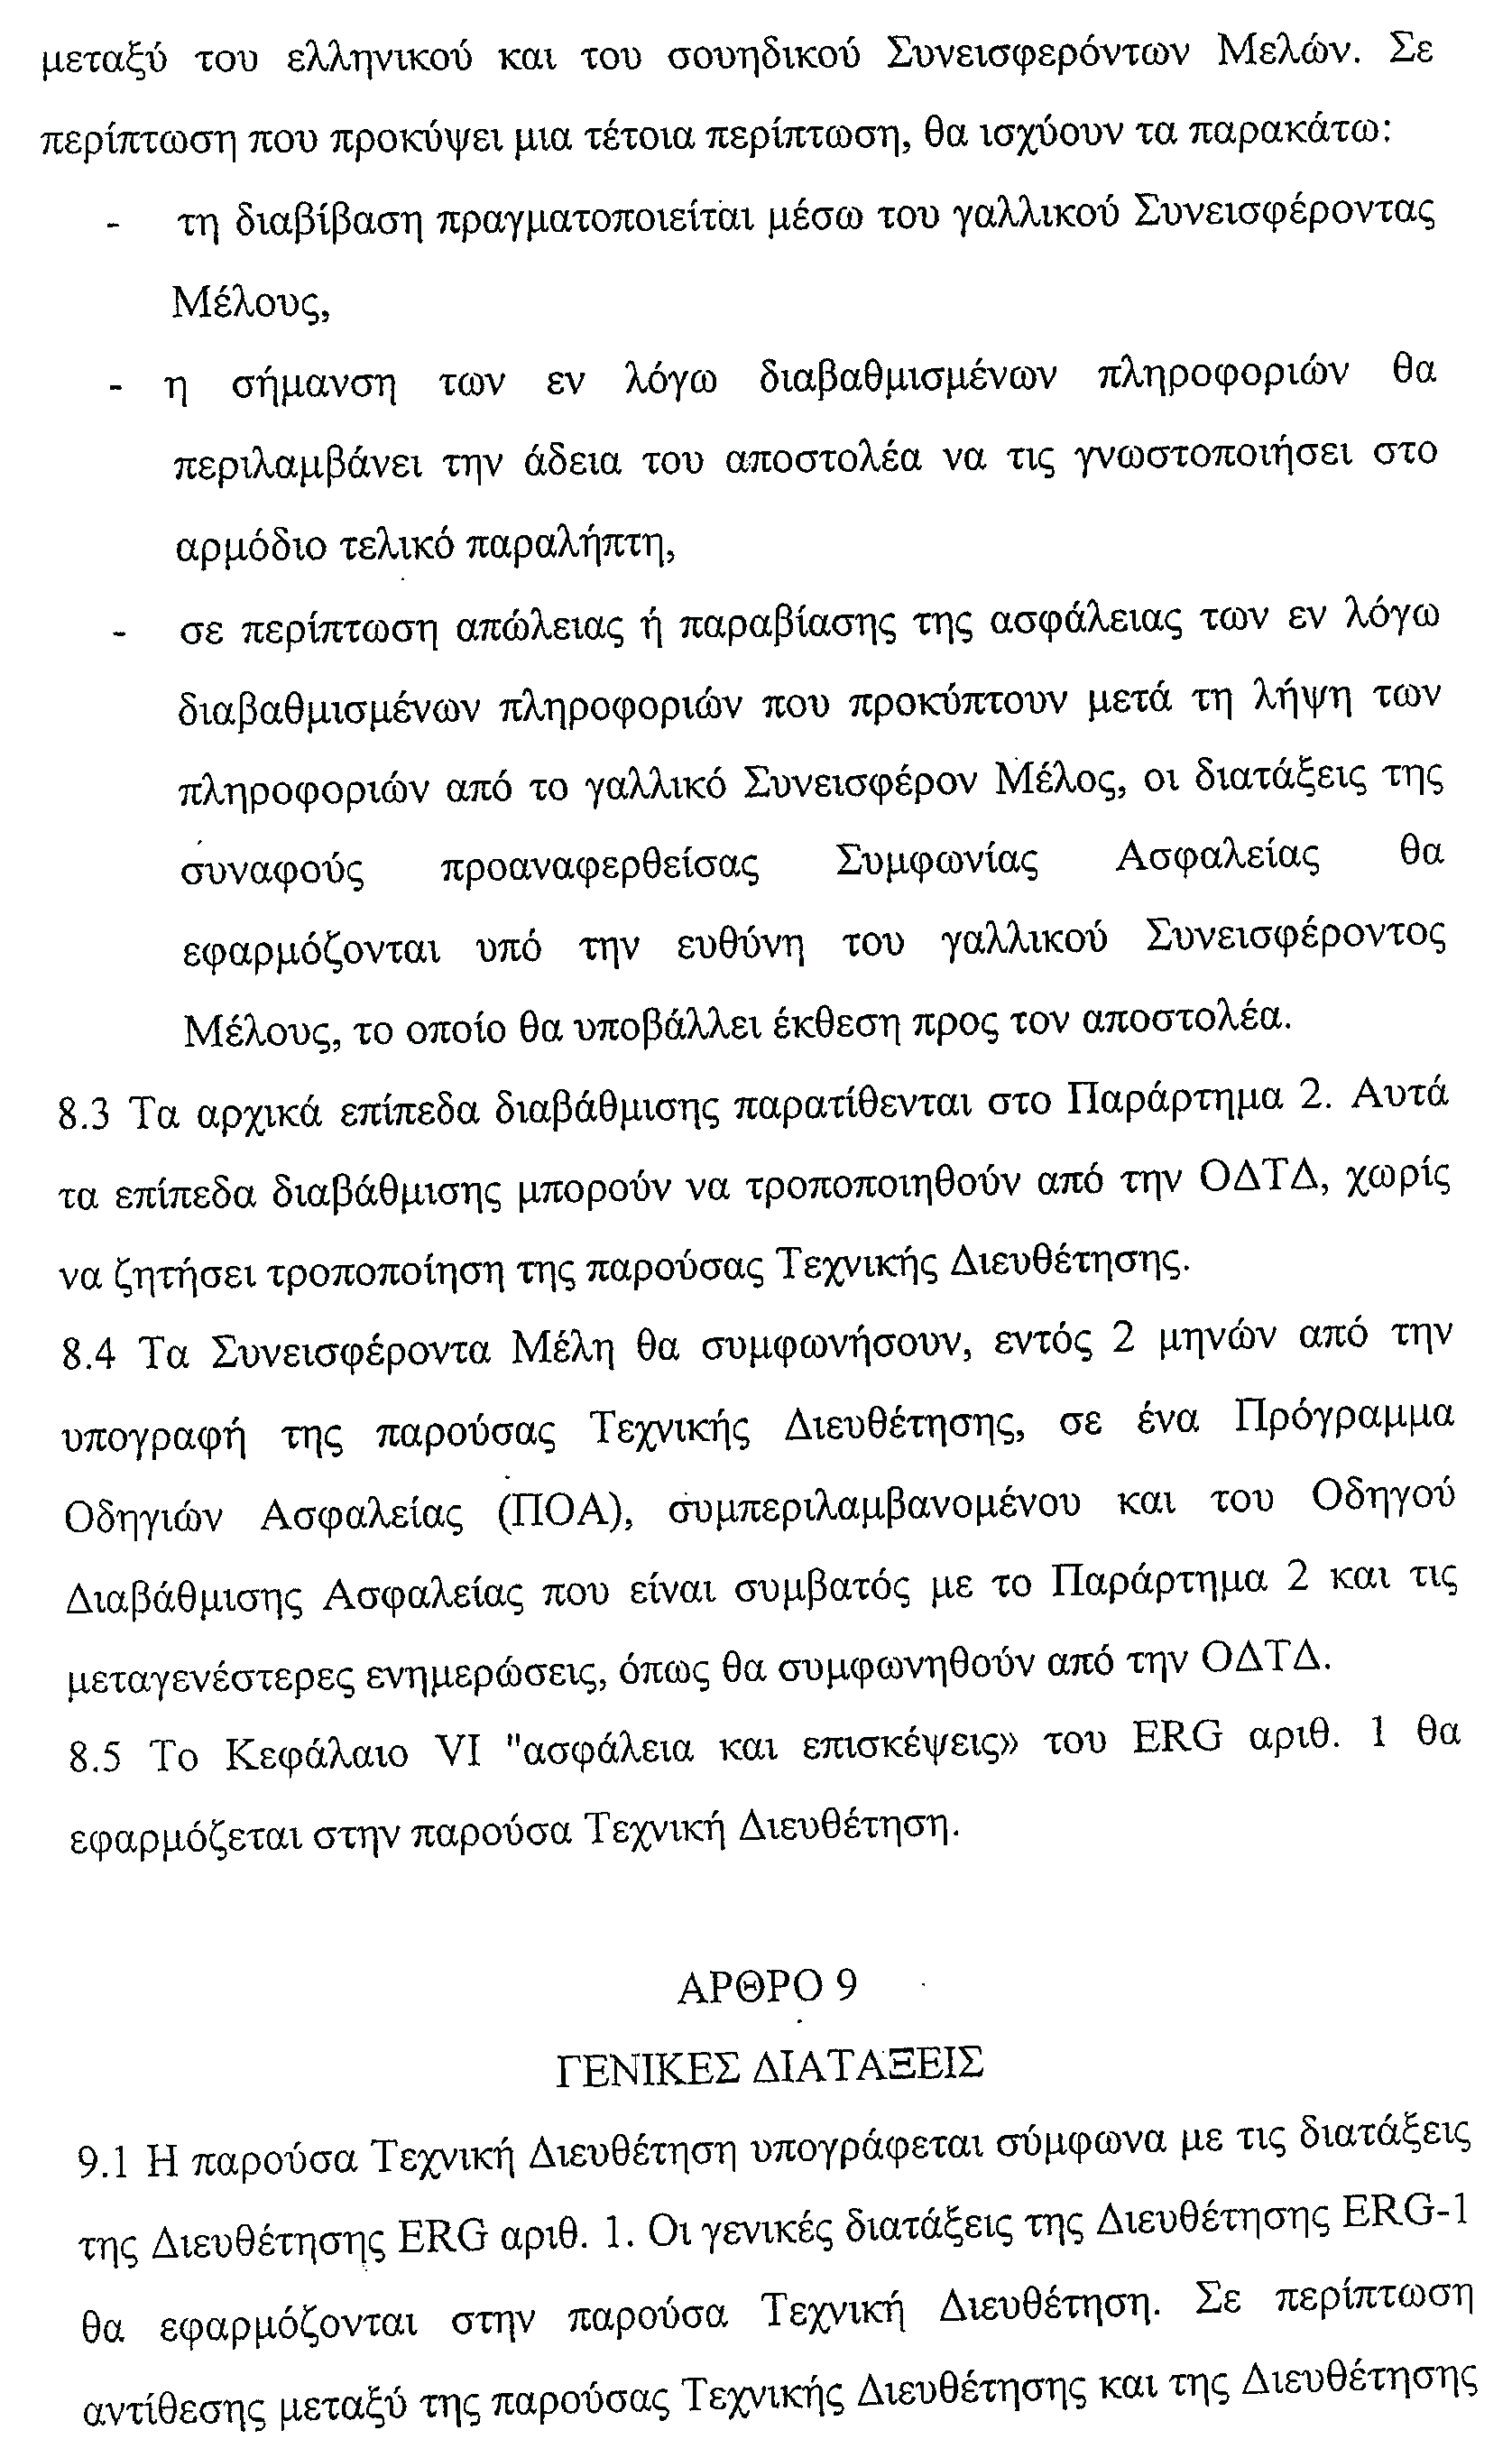 μεταξύ του ελληνικού και του σουηδικού Συνεισφερόντων Μελών. Σε
περίπτωση που προκύψει μια τέτοια περίπτωση, θα ισχύουν τα παρακάτω:
- τη διαβίβαση πραγματοποιείται μέσω του γαλλικού Συνεισφέροντας
Μέλους,
- η σήμανση των εν λόγω διαβαθμισμένων πληροφοριών θα
περιλαμβάνει την άδεια του αποστολέα να τις γνωστοποιήσει στο
αρμόδιο τελικό παραλήπτη,
- σε περίπτωση απώλειας ή παραβίασης της ασφάλειας των εν λόγω
διαβαθμισμένων πληροφοριών που προκύπτουν μετά τη λήψη των
πληροφοριών από το γαλλικό Συνεισφέρον Μέλος, οι διατάξεις της
συναφούς προαναφερθείσας Συμφωνίας Ασφαλείας θα
εφαρμόζονται υπό την ευθύνη του γαλλικού Συνεισφέροντος
Μέλους, το οποίο θα υποβάλλει έκθεση προς τον αποστολέα.
8.3 Τα αρχικά επίπεδα διαβάθμισης παρατίθενται στο Παράρτημα 2. Αυτά
τα επίπεδα διαβάθμισης μπορούν να τροποποιηθούν από την ΟΔΤΔ, χωρίς
να ζητήσει τροποποίηση της παρούσας Τεχνικής Διευθέτησης.
8.4 Τα Συνεισφέροντα Μέλη θα συμφωνήσουν, εντός 2 μηνών από την
υπογραφή της παρούσας Τεχνικής Διευθέτησης, σε ένα Πρόγραμμα
Οδηγιών Ασφαλείας (ΠΟΑ), συμπεριλαμβανομένου και του Οδηγού
Διαβάθμισης Ασφαλείας που είναι συμβατός με το Παράρτημα 2 και τις
μεταγενέστερες ενημερώσεις, όπως θα συμφωνηθούν από την ΟΔΤΔ.
8.5 Το Κεφάλαιο VI "ασφάλεια και επισκέψεις» του ERG αριθ. 1 θα
εφαρμόζεται στην παρούσα Τεχνική Διευθέτηση.
ΑΡΘΡΟ 9
ΓΕΝΙΚΕΣ ΔΙΑΤΑΞΕΙΣ
9.1 Η παρούσα Τεχνική Διευθέτηση υπογράφεται σύμφωνα με τις διατάξεις
της Διευθέτησης ERG αριθ. 1. Οι γενικές διατάξεις της Διευθέτησης ERG-1
θα εφαρμόζονται στην παρούσα Τεχνική Διευθέτηση. Σε περίπτωση
αντίθεσης μεταξύ της παρούσας Τεχνικής Διευθέτησης και της Διευθέτησης